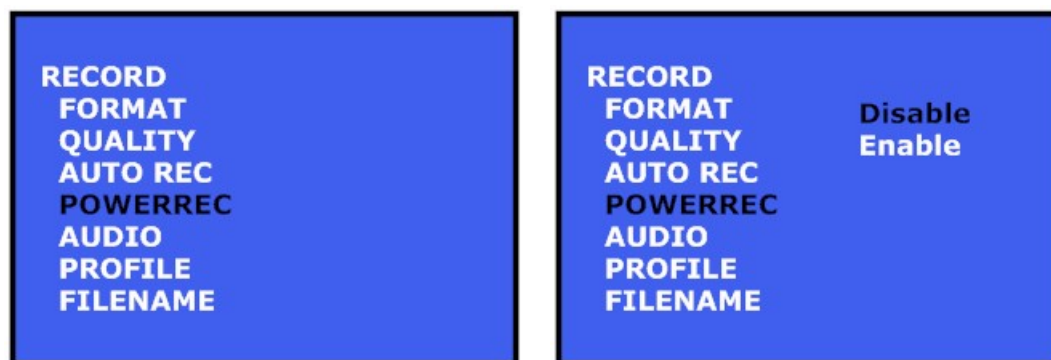 RECORD
FORMAT
QUALITY
AUTO REC
POWERREC
AUDIO
PROFILE
FILENAME
RECORD
FORMAT
QUALITY
AUTO REC
POWERREC
AUDIO
PROFILE
FILENAME
Disable
Enable